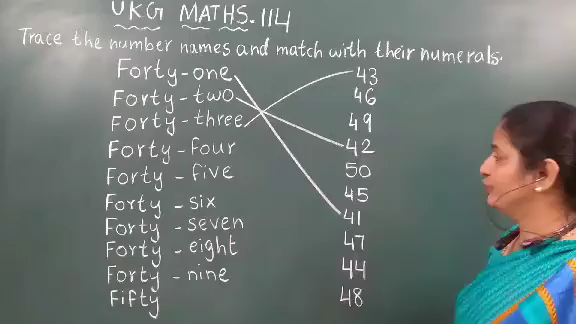 UKG MATHS. 114
Trace the number names and match with their numerals.
Forty-one 43
Forty-two 46
Forty-three 49
Forty-four 42
Forty-five 50
Forty-six 45
Forty-seven 41
Forty-eight 47
Forty-nine 44
Fifty 48